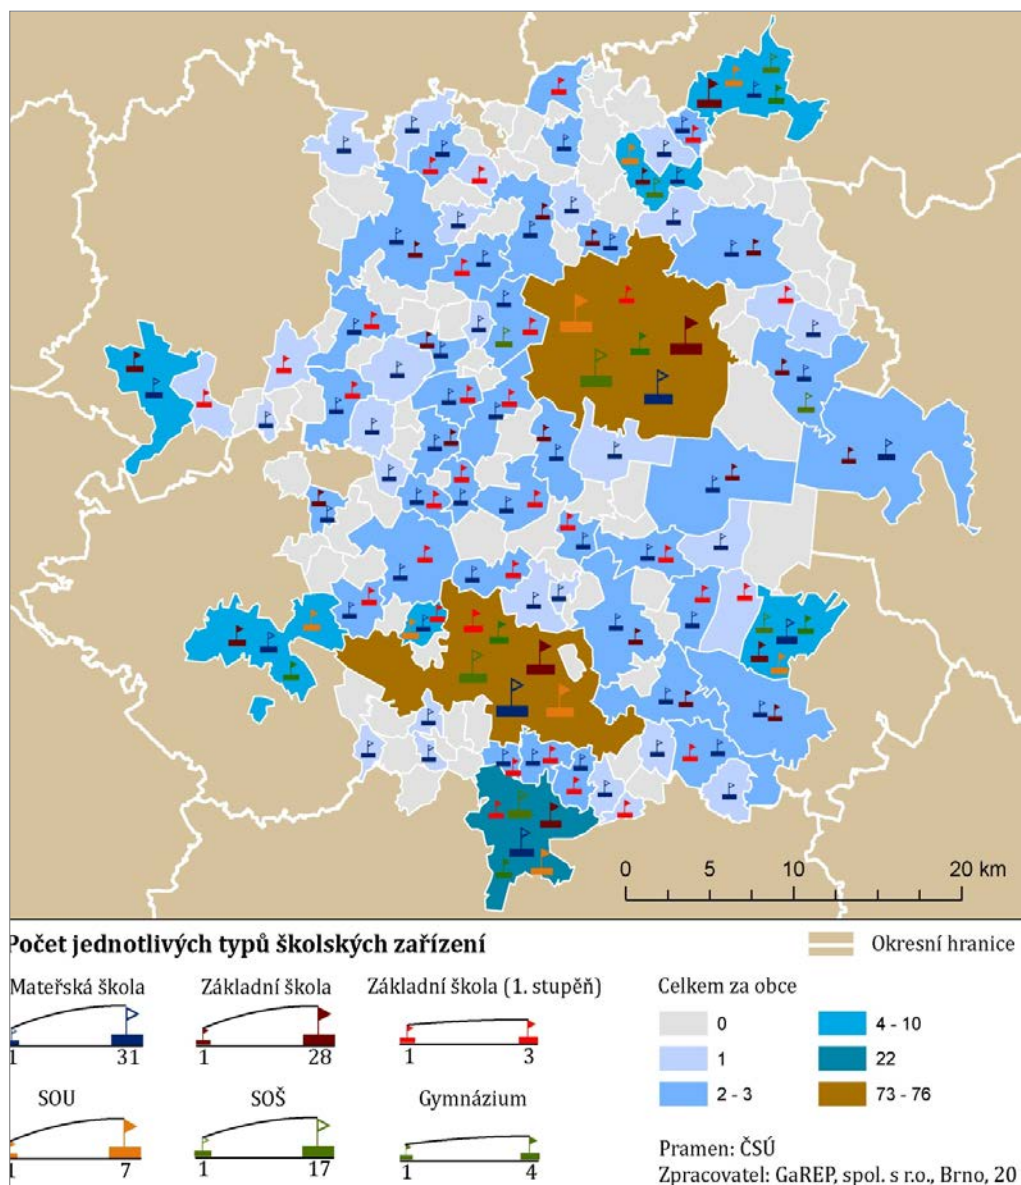 0 5 10 20 km
Počet jednotlivých typů školských zařízení
Okresní hranice
Mateřská škola
Základní škola
Základní škola (1. stupěň)
Celkem za obce
1 31
1 28
1 3
0
4 - 10
1
22
2 - 3
73 - 76
SOU
SOŠ
Gymnázium
1 7
1 17
1 4
Pramen: ČSÚ
Zpracovatel: GaREP, spol. s r.o., Brno, 20